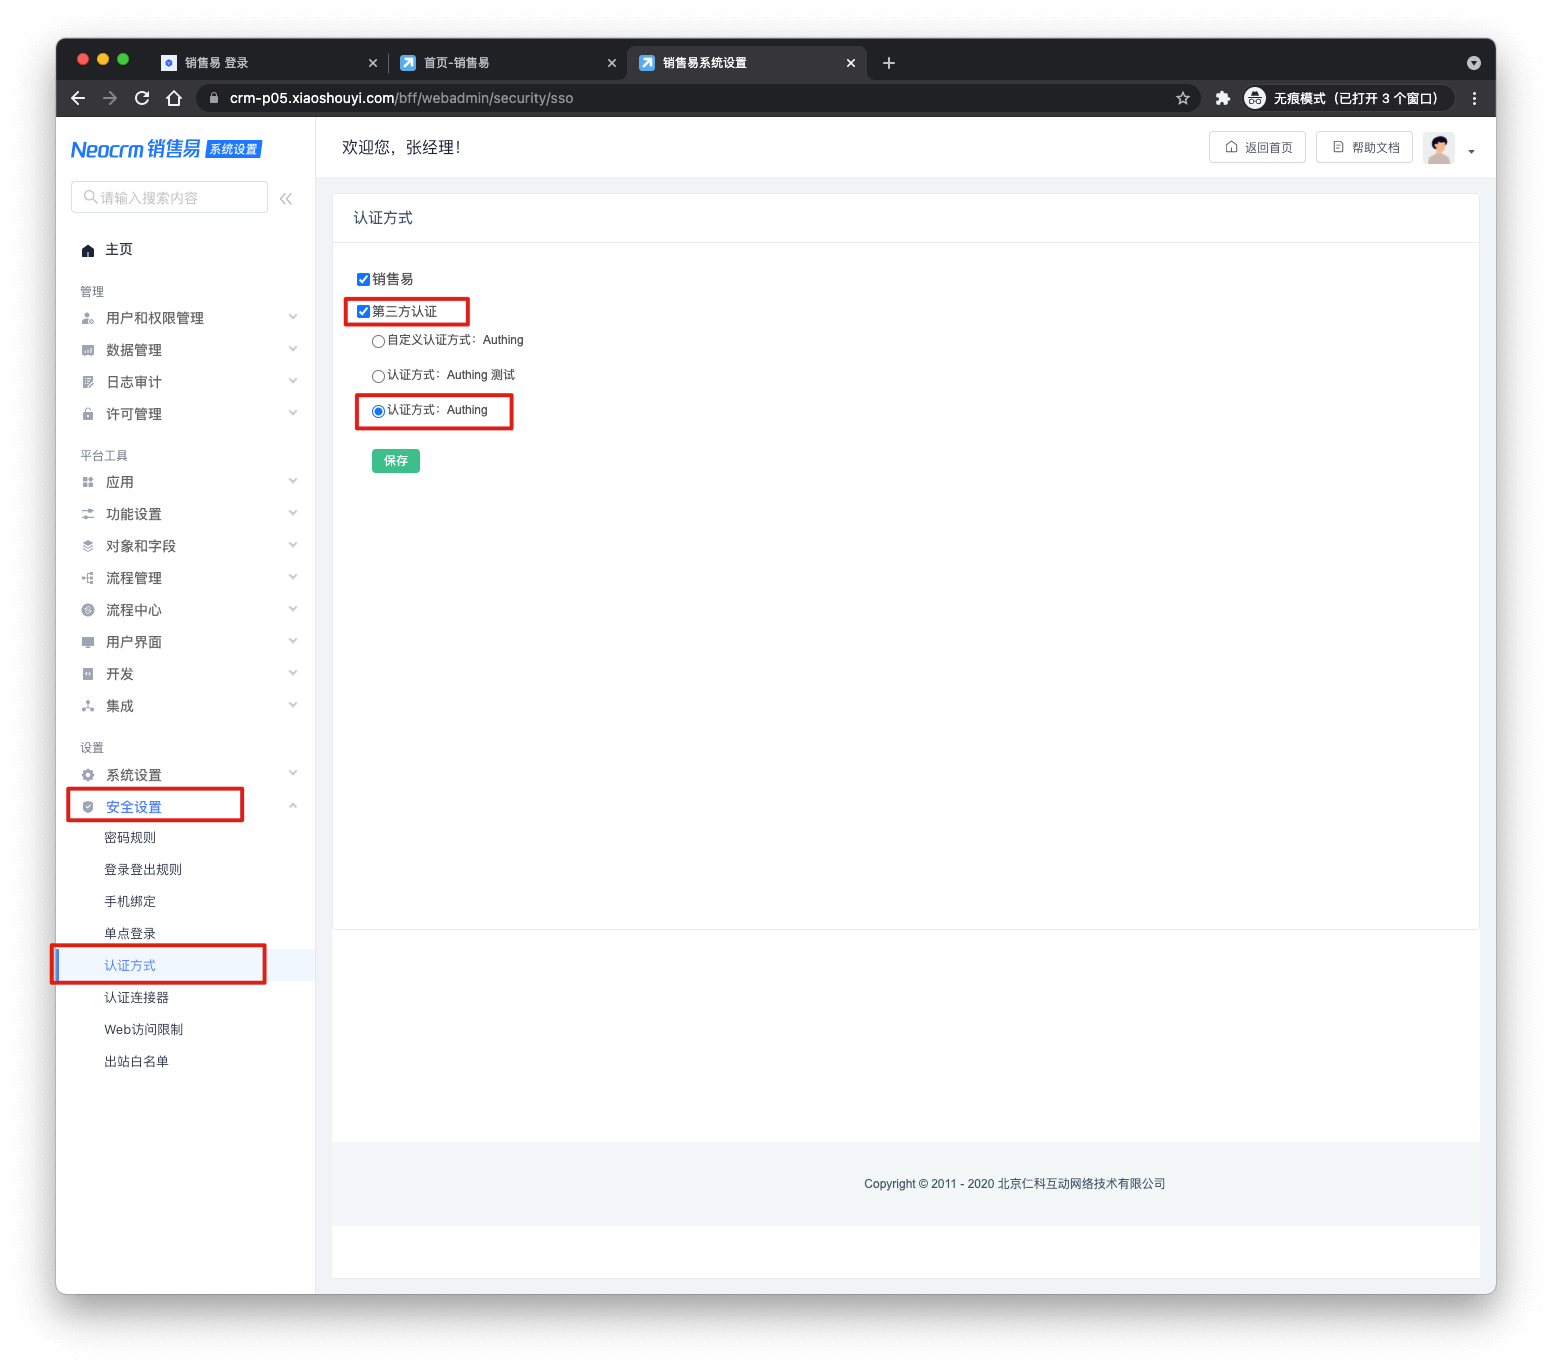 销售易 登录
首页-销售易
销售易系统设置
crm-p05.xiaoshouyi.com/bff/webadmin/security/sso
无痕模式（已打开 3 个窗口）
Neocrm 销售易 系统设置
欢迎您，张经理！
返回首页
帮助文档
请输入搜索内容
主页
管理
用户和权限管理
数据管理
日志审计
许可管理
平台工具
应用
功能设置
对象和字段
流程管理
流程中心
用户界面
开发
集成
设置
系统设置
安全设置
密码规则
登录登出规则
手机绑定
单点登录
认证方式
认证连接器
Web访问限制
出站白名单
认证方式
销售易
第三方认证
自定义认证方式：Authing
认证方式：Authing 测试
认证方式：Authing
保存
Copyright © 2011 - 2020 北京仁科互动网络技术有限公司